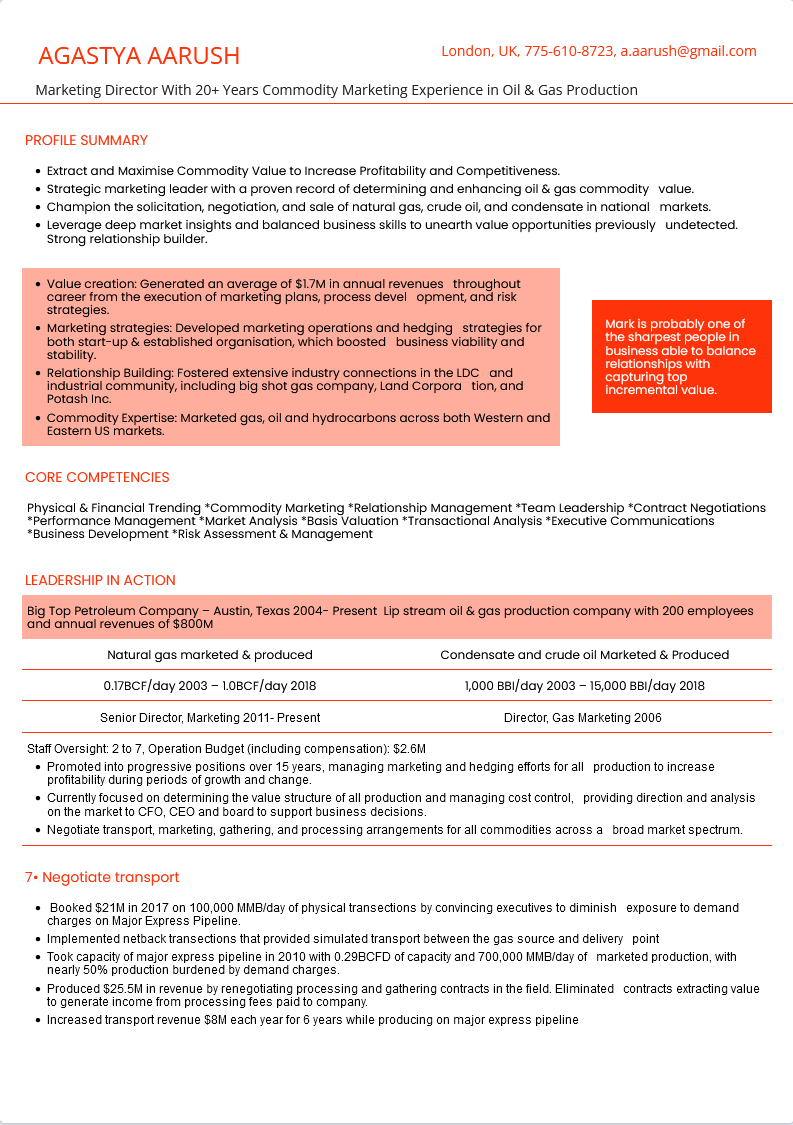 AGASTYA AARUSH
London, UK, 775-610-8723, a.aarush@gmail.com
Marketing Director With 20+ Years Commodity Marketing Experience in Oil & Gas Production
PROFILE SUMMARY
• Extract and Maximise Commodity Value to Increase Profitability and Competitiveness.
• Strategic marketing leader with a proven record of determining and enhancing oil & gas commodity value.
• Champion the solicitation, negotiation, and sale of natural gas, crude oil, and condensate in national markets.
• Leverage deep market insights and balanced business skills to unearth value opportunities previously undetected.
Strong relationship builder.
• Value creation: Generated an average of $1.7M in annual revenues throughout
career from the execution of marketing plans, process devel opment, and risk
strategies.
• Marketing strategies: Developed marketing operations and hedging strategies for
both start-up & established organisation, which boosted business viability and
stability.
• Relationship Building: Fostered extensive industry connections in the LDC and
industrial community, including big shot gas company, Land Corpora tion, and
Potash Inc.
• Commodity Expertise: Marketed gas, oil and hydrocarbons across both Western and
Eastern US markets.
Mark is probably one of
the sharpest people in
business able to balance
relationships with
capturing top
incremental value.
CORE COMPETENCIES
Physical & Financial Trending *Commodity Marketing *Relationship Management *Team Leadership *Contract Negotiations
*Performance Management *Market Analysis *Basis Valuation *Transactional Analysis *Executive Communications
*Business Development *Risk Assessment & Management
LEADERSHIP IN ACTION
Big Top Petroleum Company – Austin, Texas 2004- Present Lip stream oil & gas production company with 200 employees
and annual revenues of $800M
Natural gas marketed & produced
Condensate and crude oil Marketed & Produced
0.17BCF/day 2003 – 1.0BCF/day 2018
1,000 BBl/day 2003 – 15,000 BBl/day 2018
Senior Director, Marketing 2011- Present
Director, Gas Marketing 2006
Staff Oversight: 2 to 7, Operation Budget (including compensation): $2.6M
• Promoted into progressive positions over 15 years, managing marketing and hedging efforts for all production to increase
profitability during periods of growth and change.
• Currently focused on determining the value structure of all production and managing cost control, providing direction and analysis
on the market to CFO, CEO and board to support business decisions.
• Negotiate transport, marketing, gathering, and processing arrangements for all commodities across a broad market spectrum.
7• Negotiate transport
• Booked $21M in 2017 on 100,000 MMB/day of physical transections by convincing executives to diminish exposure to demand
charges on Major Express Pipeline.
• Implemented netback transections that provided simulated transport between the gas source and delivery point
• Took capacity of major express pipeline in 2010 with 0.29BCFD of capacity and 700,000 MMB/day of marketed production, with
nearly 50% production burdened by demand charges.
• Produced $25.5M in revenue by renegotiating processing and gathering contracts in the field. Eliminated contracts extracting value
to generate income from processing fees paid to company.
• Increased transport revenue $8M each year for 6 years while producing on major express pipeline